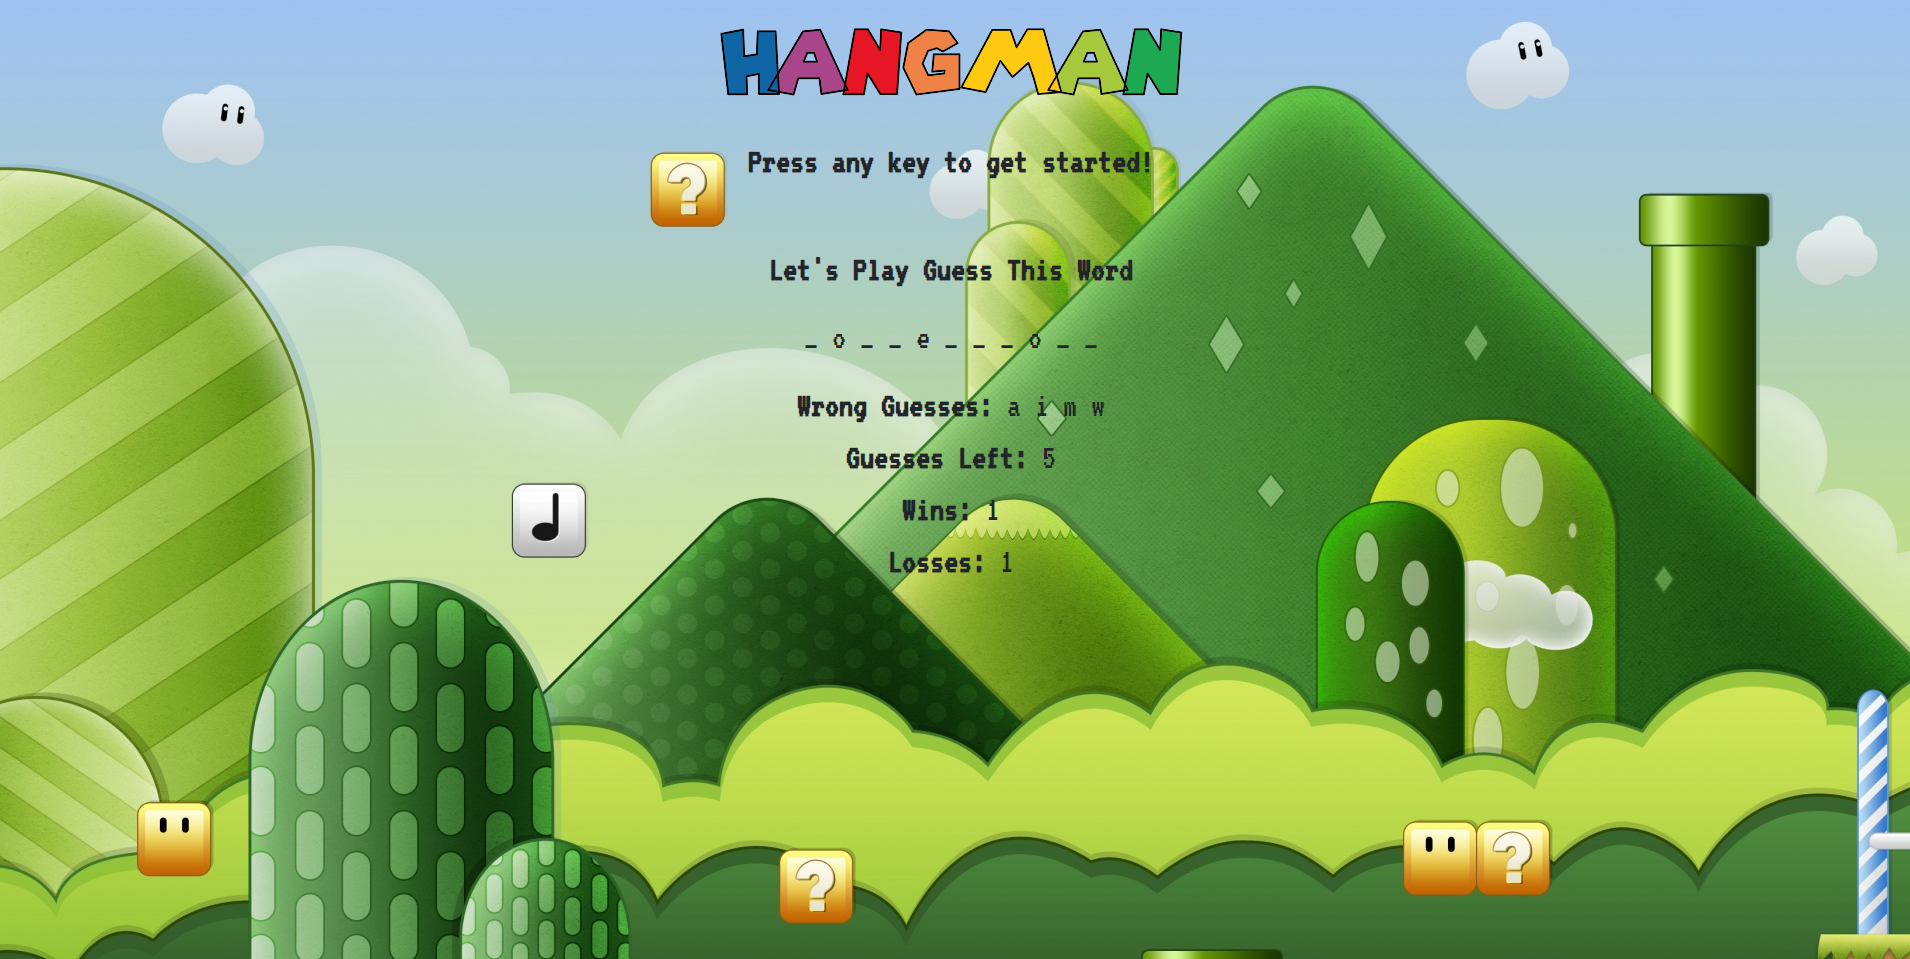 HANGMAN
Press any key to get started!
?
Let's Play Guess This Word
_ o _ _ e _ _ _ o _ _
Wrong Guesses: a i m w
Guesses Left: 5
Wins: 1
Losses: 1
?
?